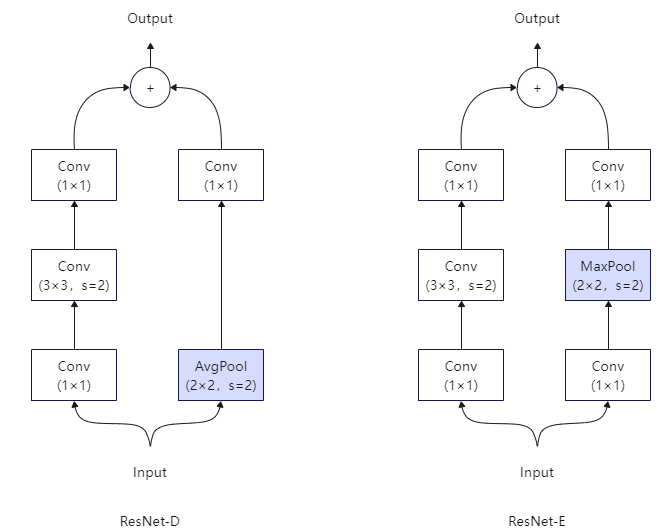 Output
+
Conv
(1×1)
Conv
(1×1)
Conv
(3×3, s=2)
Conv
(1×1)
AvgPool
(2×2, s=2)
Input
ResNet-D
Output
+
Conv
(1×1)
Conv
(1×1)
Conv
(3×3, s=2)
MaxPool
(2×2, s=2)
Conv
(1×1)
Conv
(1×1)
Input
ResNet-E